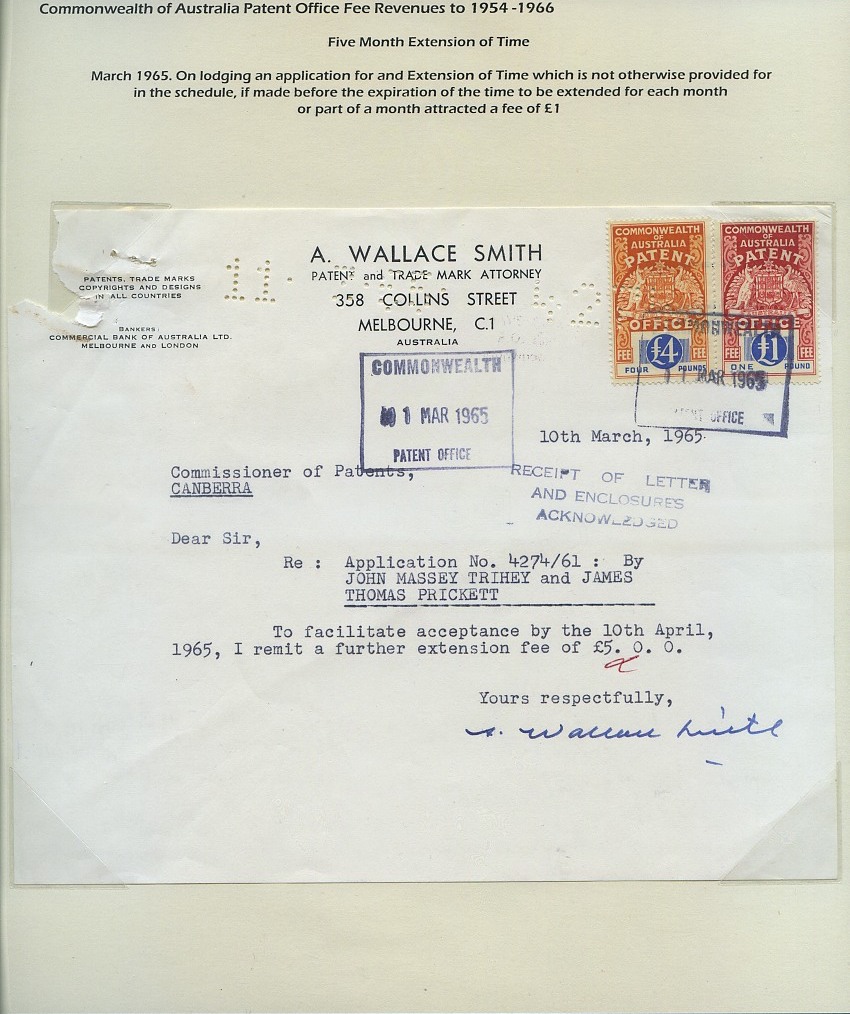 Commonwealth of Australia Patent Office Fee Revenues to 1954 -1966
Five Month Extension of Time
March 1965. On lodging an application for and Extension of Time which is not otherwise provided for
in the schedule, if made before the expiration of the time to be extended for each month
or part of a month attracted a fee of £1
PATENTS, TRADE MARKS
COPYRIGHTS AND DESIGNS
IN ALL COUNTRIES
BANKERS:
COMMERCIAL BANK OF AUSTRALIA LTD.
MELBOURNE AND LONDON
11
A. WALLACE SMITH
PATENT and TRADE MARK ATTORNEY
358 COLLINS STREET
MELBOURNE, C.1
AUSTRALIA
42
COMMONWEALTH
OF
AUSTRALIA
PATENT
OFFICE
FEE £4 FEE
FOUR POUNDS
COMMONWEALTH
OF
AUSTRALIA
PATENT
OFFICE
FEE £1 FEE
ONE POUND
COMMONWEALTH
1 MAR 1965
PATENT OFFICE
COMMONWEALTH
11 MAR 1965
PATENT OFFICE
10th March, 1965.
Commissioner of Patents,
CANBERRA
RECEIPT OF LETTER
AND ENCLOSURES
ACKNOWLEDGED
Dear Sir,
Re : Application No. 4274/61 : By
JOHN MASSEY TRIHEY and JAMES
THOMAS PRICKETT
To facilitate acceptance by the 10th April,
1965, I remit a further extension fee of £5. 0. 0.
Yours respectfully,
A. Wallace Smith